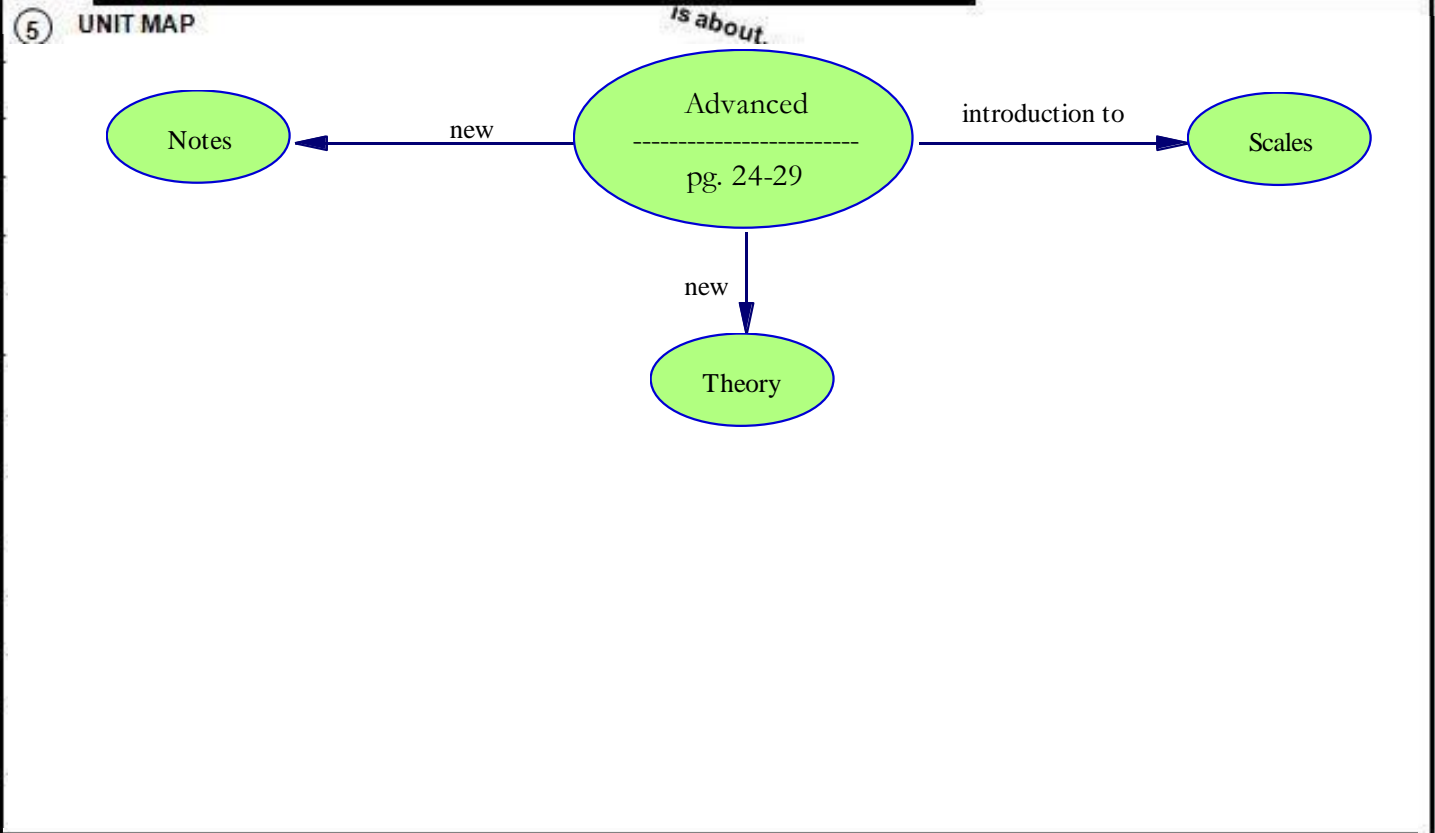 5 UNIT MAP
is about.
Advanced
-------------------------
pg. 24-29
new
Notes
introduction to
Scales
new
Theory